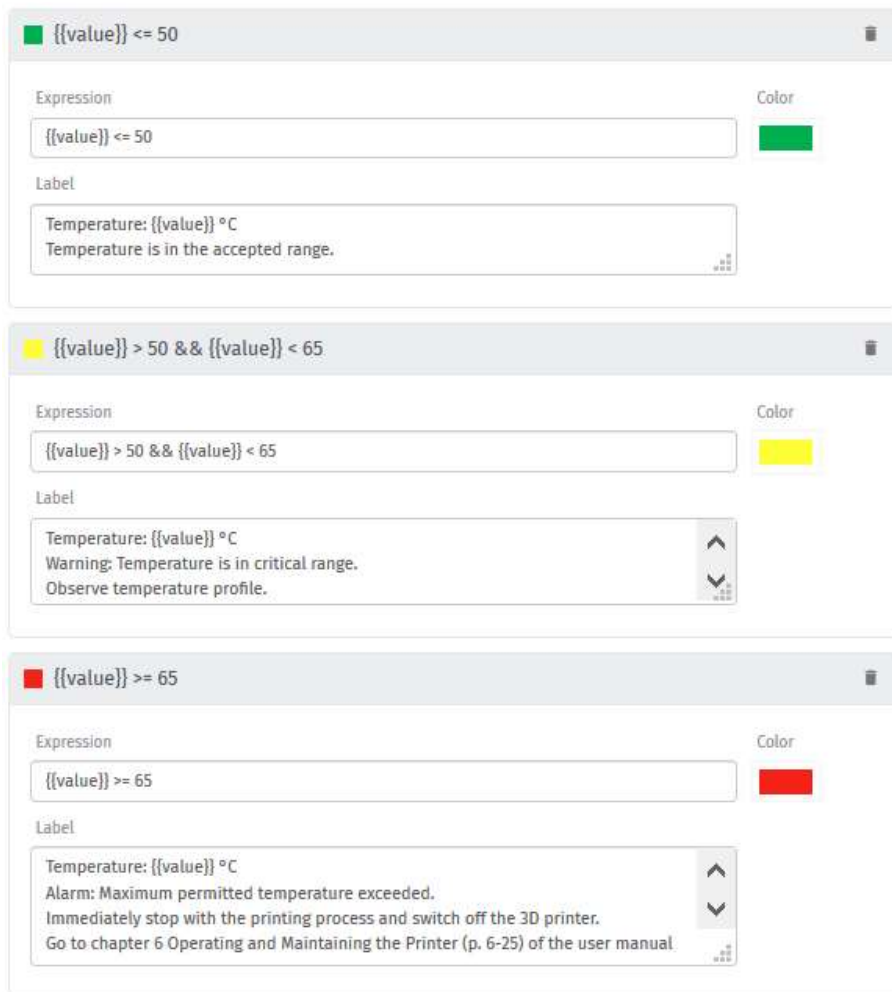 {{value}} <= 50
Expression
Color
{{value}} <= 50
Label
Temperature: {{value}} °C
Temperature is in the accepted range.
{{value}} > 50 && {{value}} < 65
Expression
Color
{{value}} > 50 && {{value}} < 65
Label
Temperature: {{value}} °C
Warning: Temperature is in critical range.
Observe temperature profile.
{{value}} >= 65
Expression
Color
{{value}} >= 65
Label
Temperature: {{value}} °C
Alarm: Maximum permitted temperature exceeded.
Immediately stop with the printing process and switch off the 3D printer.
Go to chapter 6 Operating and Maintaining the Printer (p. 6-25) of the user manual